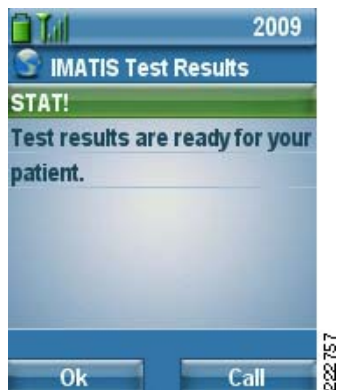 2009
IMATIS Test Results
STAT!
Test results are ready for your
patient.
Ok Call
222757